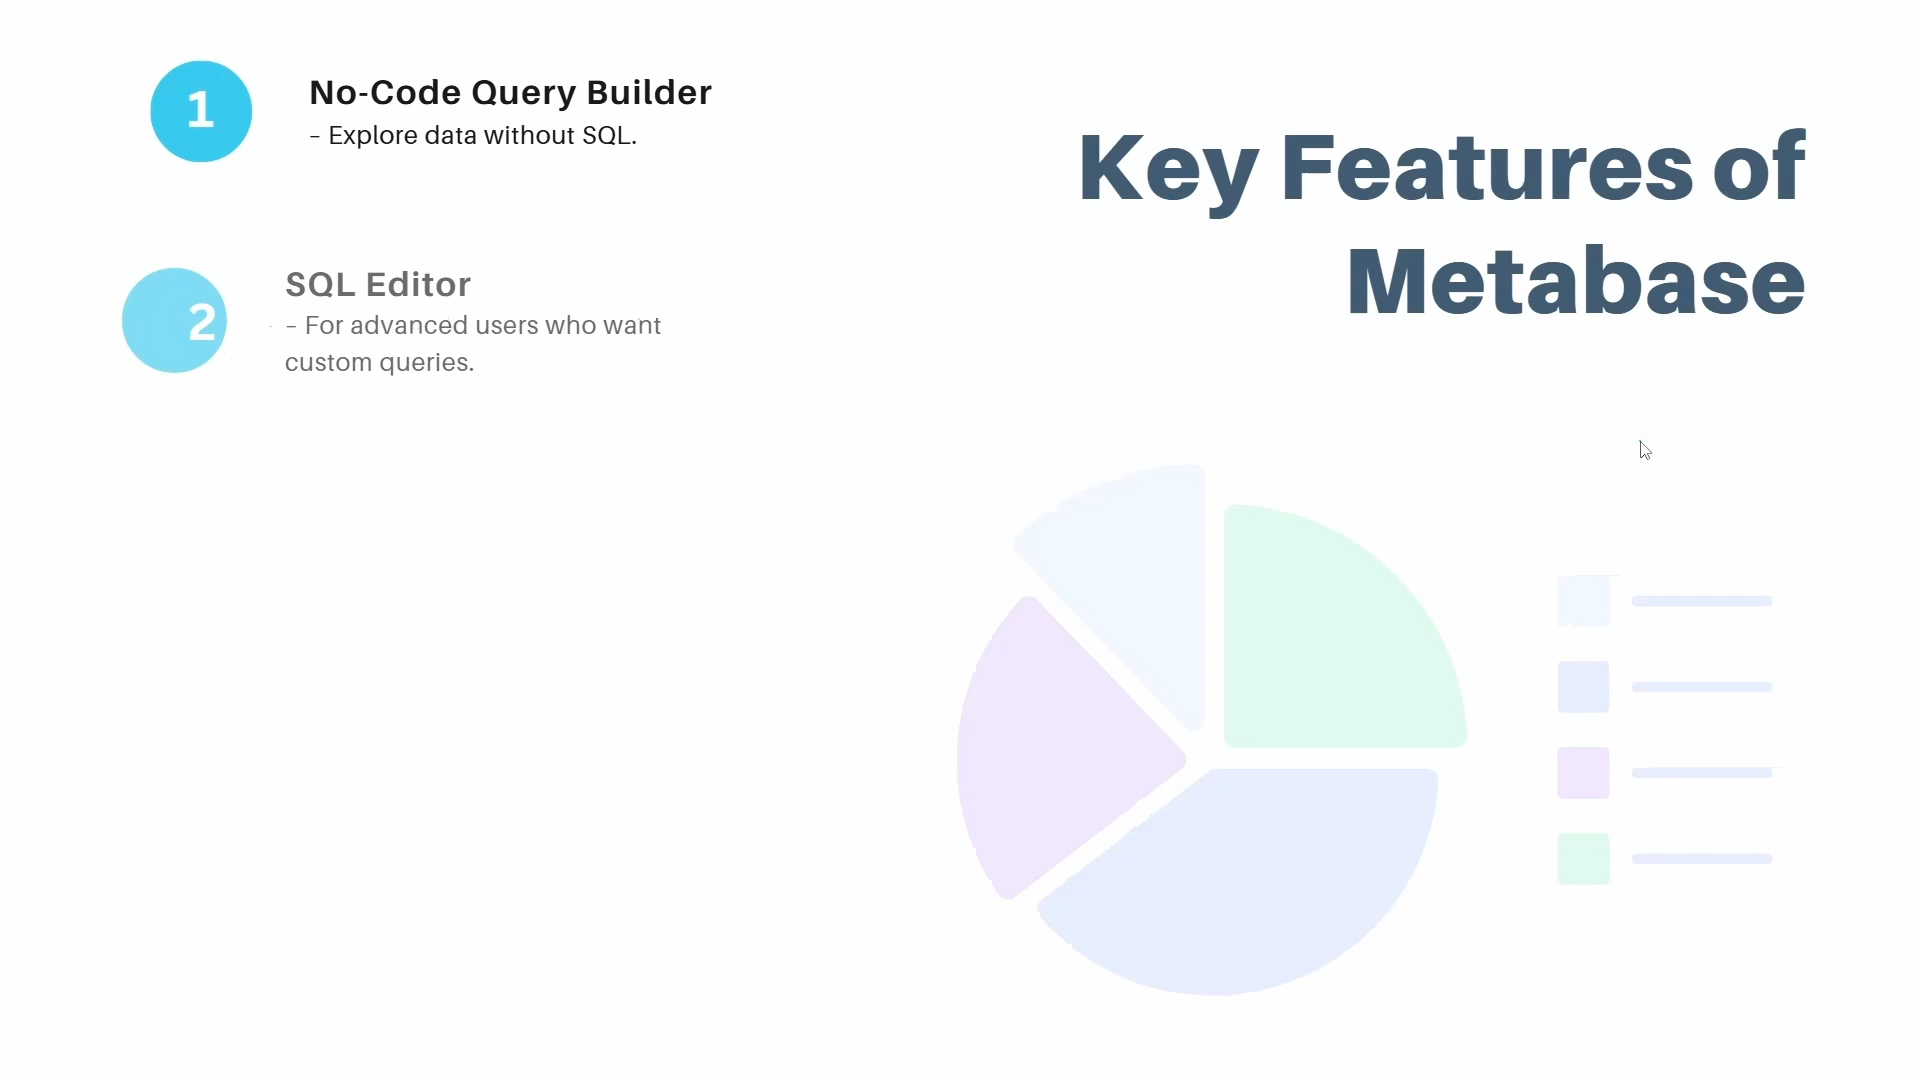 1
No-Code Query Builder
– Explore data without SQL.
Key Features of
Metabase
2
SQL Editor
– For advanced users who want
custom queries.